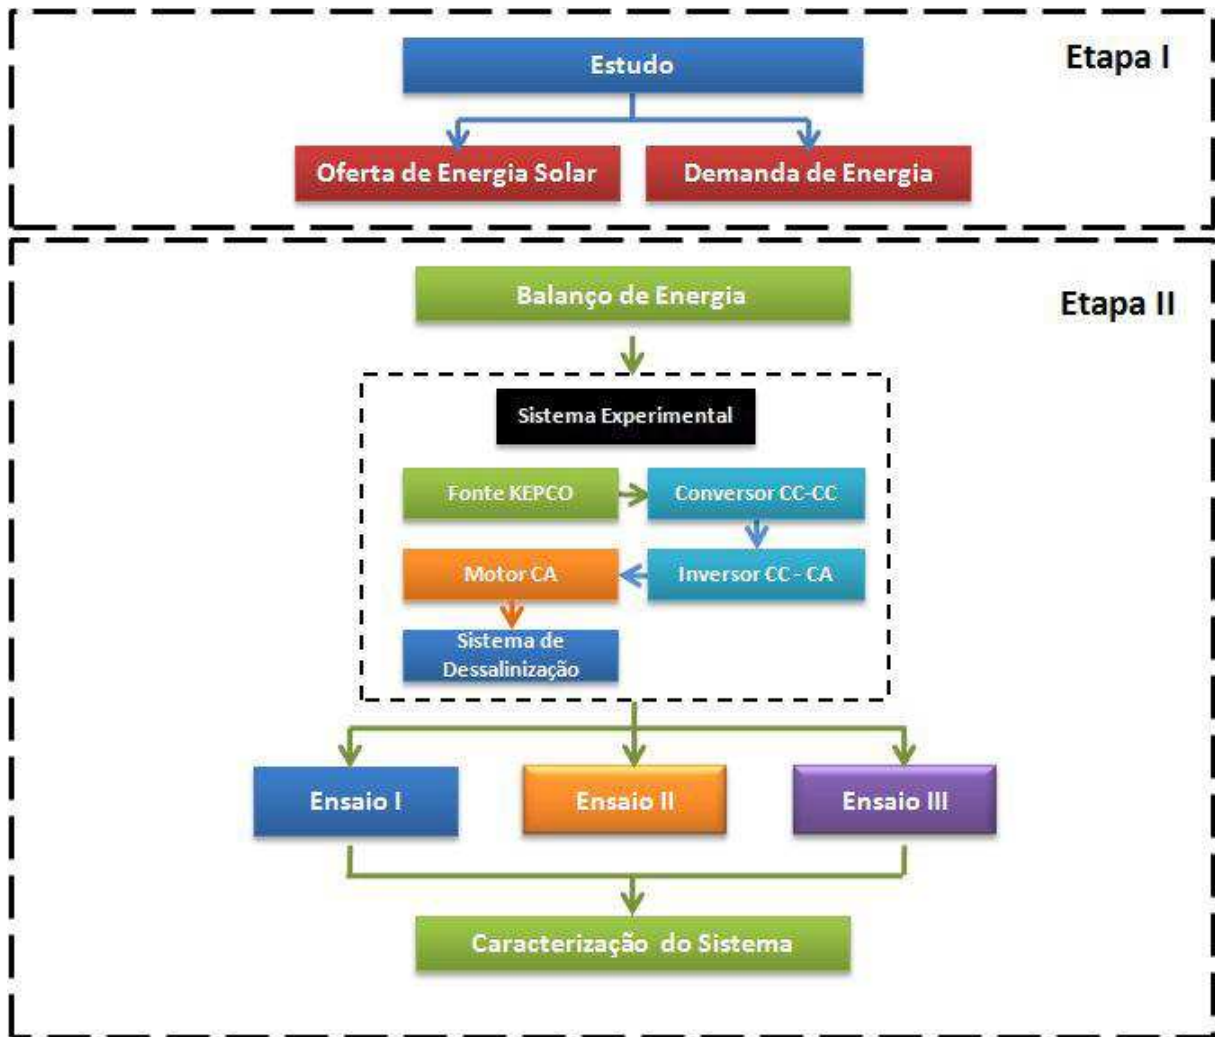 Etapa I
Estudo
Oferta de Energia Solar
Demanda de Energia
Etapa II
Balanço de Energia
Sistema Experimental
Fonte KEPCO
Conversor CC-CC
Motor CA
Inversor CC - CA
Sistema de
Dessalinização
Ensaio I
Ensaio II
Ensaio III
Caracterização do Sistema